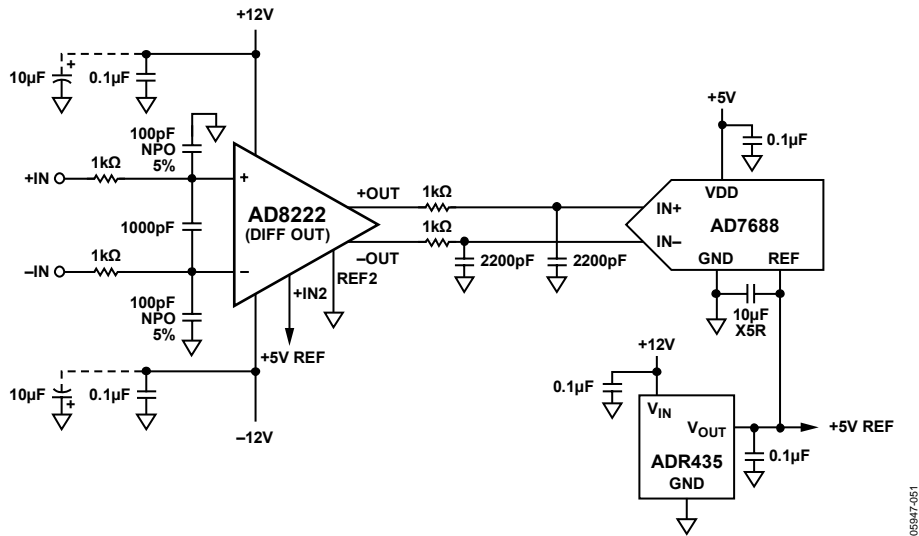 +12V
10µF
+
0.1µF
+5V
0.1µF
100pF
NPO
5%
+IN
1kΩ
+
+OUT
1kΩ
VDD
IN+
AD7688
1000pF
AD8222
(DIFF OUT)
1kΩ
IN–
–IN
1kΩ
–
–OUT
2200pF
2200pF
GND
REF
REF2
+IN2
100pF
NPO
5%
10µF
X5R
+5V REF
+12V
10µF
+
0.1µF
0.1µF
VIN
–12V
VOUT
+5V REF
ADR435
0.1µF
GND
05947-051